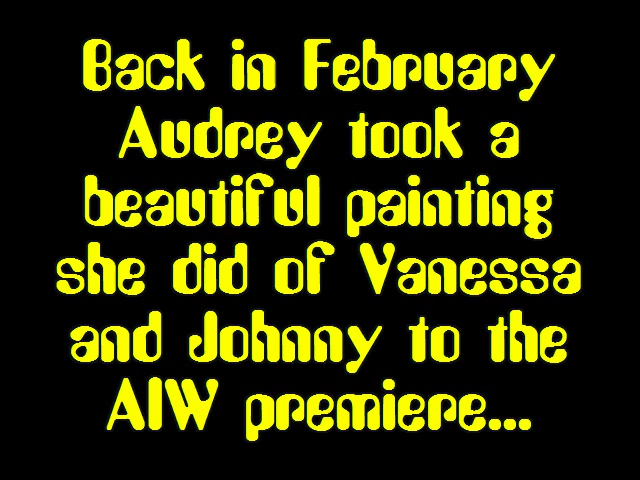 Back in February
Audrey took a
beautiful painting
she did of Vanessa
and Johnny to the
AIW premiere...